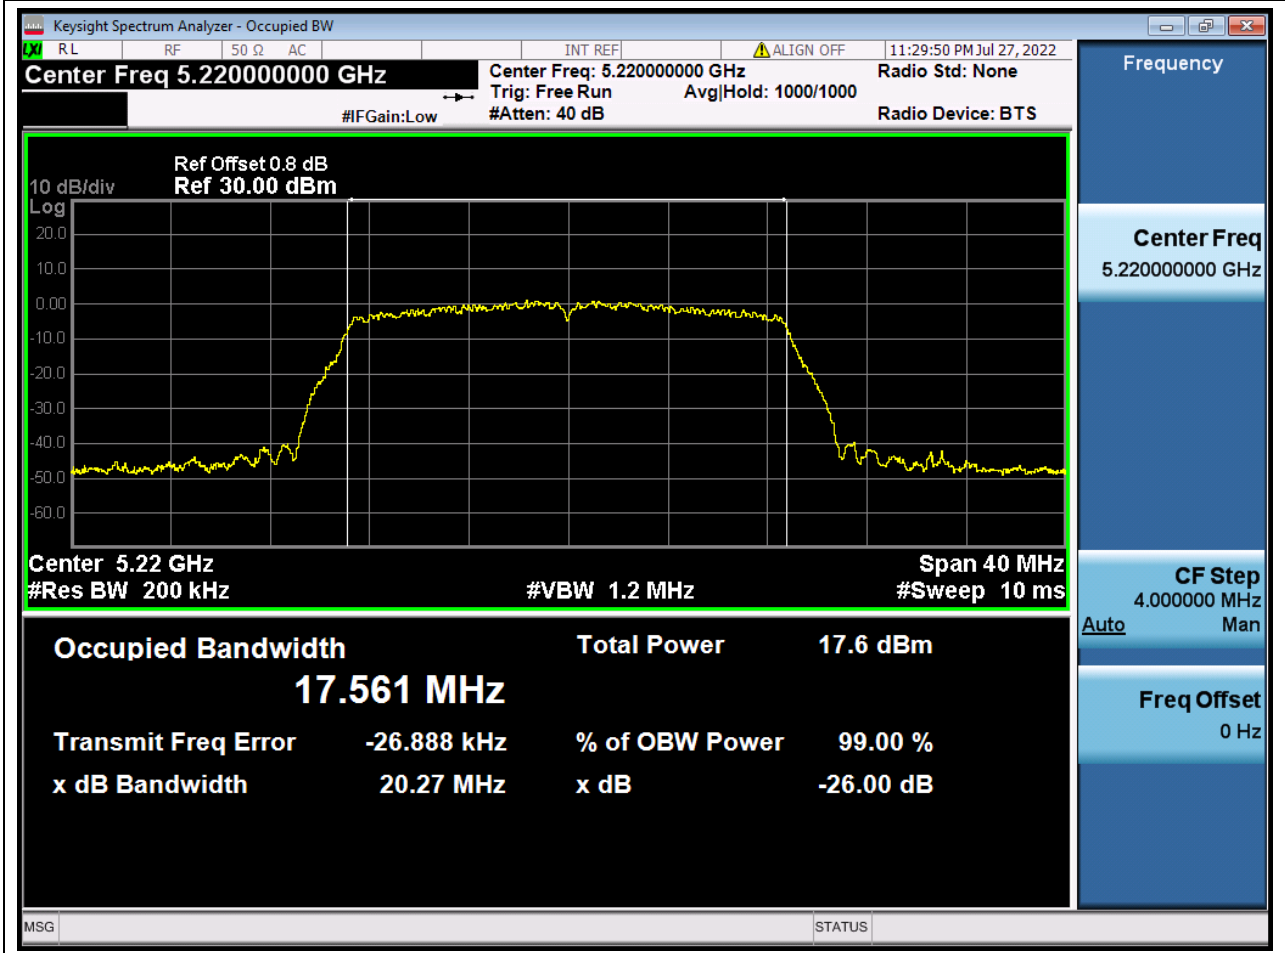 Keysight Spectrum Analyzer - Occupied BW
LXI RL RF 50 Ω AC INT REF ALIGN OFF 11:29:50 PM Jul 27, 2022
Center Freq 5.220000000 GHz
Center Freq: 5.220000000 GHz
Radio Std: None
Trig: Free Run Avg|Hold: 1000/1000
#IFGain:Low
#Atten: 40 dB
Radio Device: BTS
Ref Offset 0.8 dB
10 dB/div Ref 30.00 dBm
Log
20.0
10.0
0.00
-10.0
-20.0
-30.0
-40.0
-50.0
-60.0
Center 5.22 GHz Span 40 MHz
#Res BW 200 kHz #VBW 1.2 MHz #Sweep 10 ms
Occupied Bandwidth Total Power 17.6 dBm
17.561 MHz
Transmit Freq Error -26.888 kHz % of OBW Power 99.00 %
x dB Bandwidth 20.27 MHz x dB -26.00 dB
Frequency
Center Freq
5.220000000 GHz
CF Step
4.000000 MHz
Auto Man
Freq Offset
0 Hz
MSG STATUS